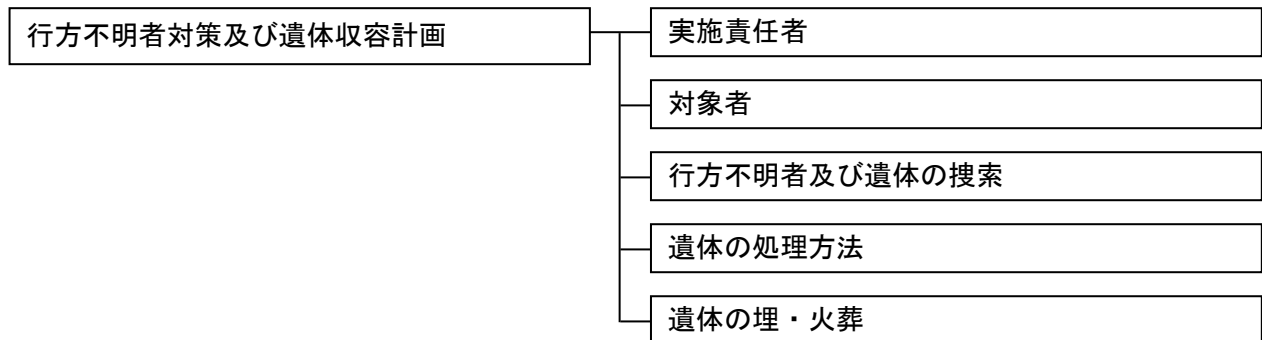 行方不明者対策及び遺体収容計画
実施責任者
対象者
行方不明者及び遺体の捜索
遺体の処理方法
遺体の埋・火葬